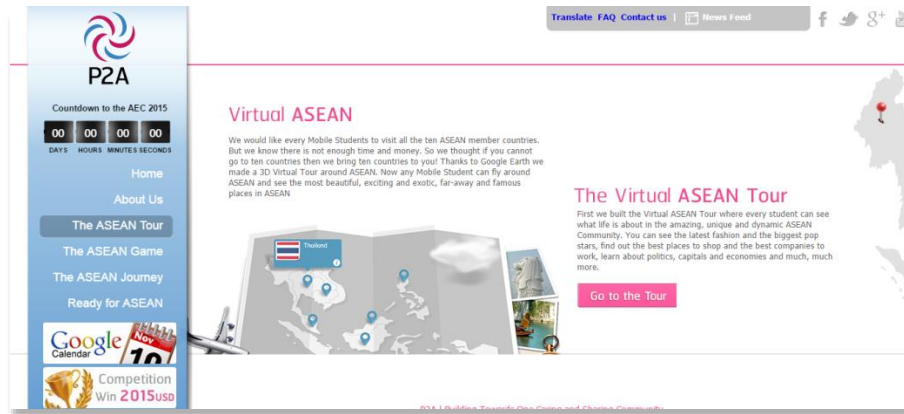 Translate FAQ Contact us | News Feed
P2A
Countdown to the AEC 2015
00 00 00 00
DAYS HOURS MINUTES SECONDS
Home
About Us
The ASEAN Tour
The ASEAN Game
The ASEAN Journey
Ready for ASEAN
Google
Calendar
Nov
10
Competition
Win 2015USD
Virtual ASEAN
We would like every Mobile Students to visit all the ten ASEAN member countries.
But we know there is not enough time and money. So we thought if you cannot
go to ten countries then we bring ten countries to you! Thanks to Google Earth we
made a 3D Virtual Tour around ASEAN. Now any Mobile Student can fly around
ASEAN and see the most beautiful, exciting and exotic, far-away and famous
places in ASEAN
Thailand
The Virtual ASEAN Tour
First we built the Virtual ASEAN Tour where every student can see
what life is about in the amazing, unique and dynamic ASEAN
Community. You can see the latest fashion and the biggest pop
stars, find out the best places to shop and the best companies to
work, learn about politics, capitals and economies and much, much
more.
Go to the Tour
P2A | Building Towards One Caring and Sharing Community